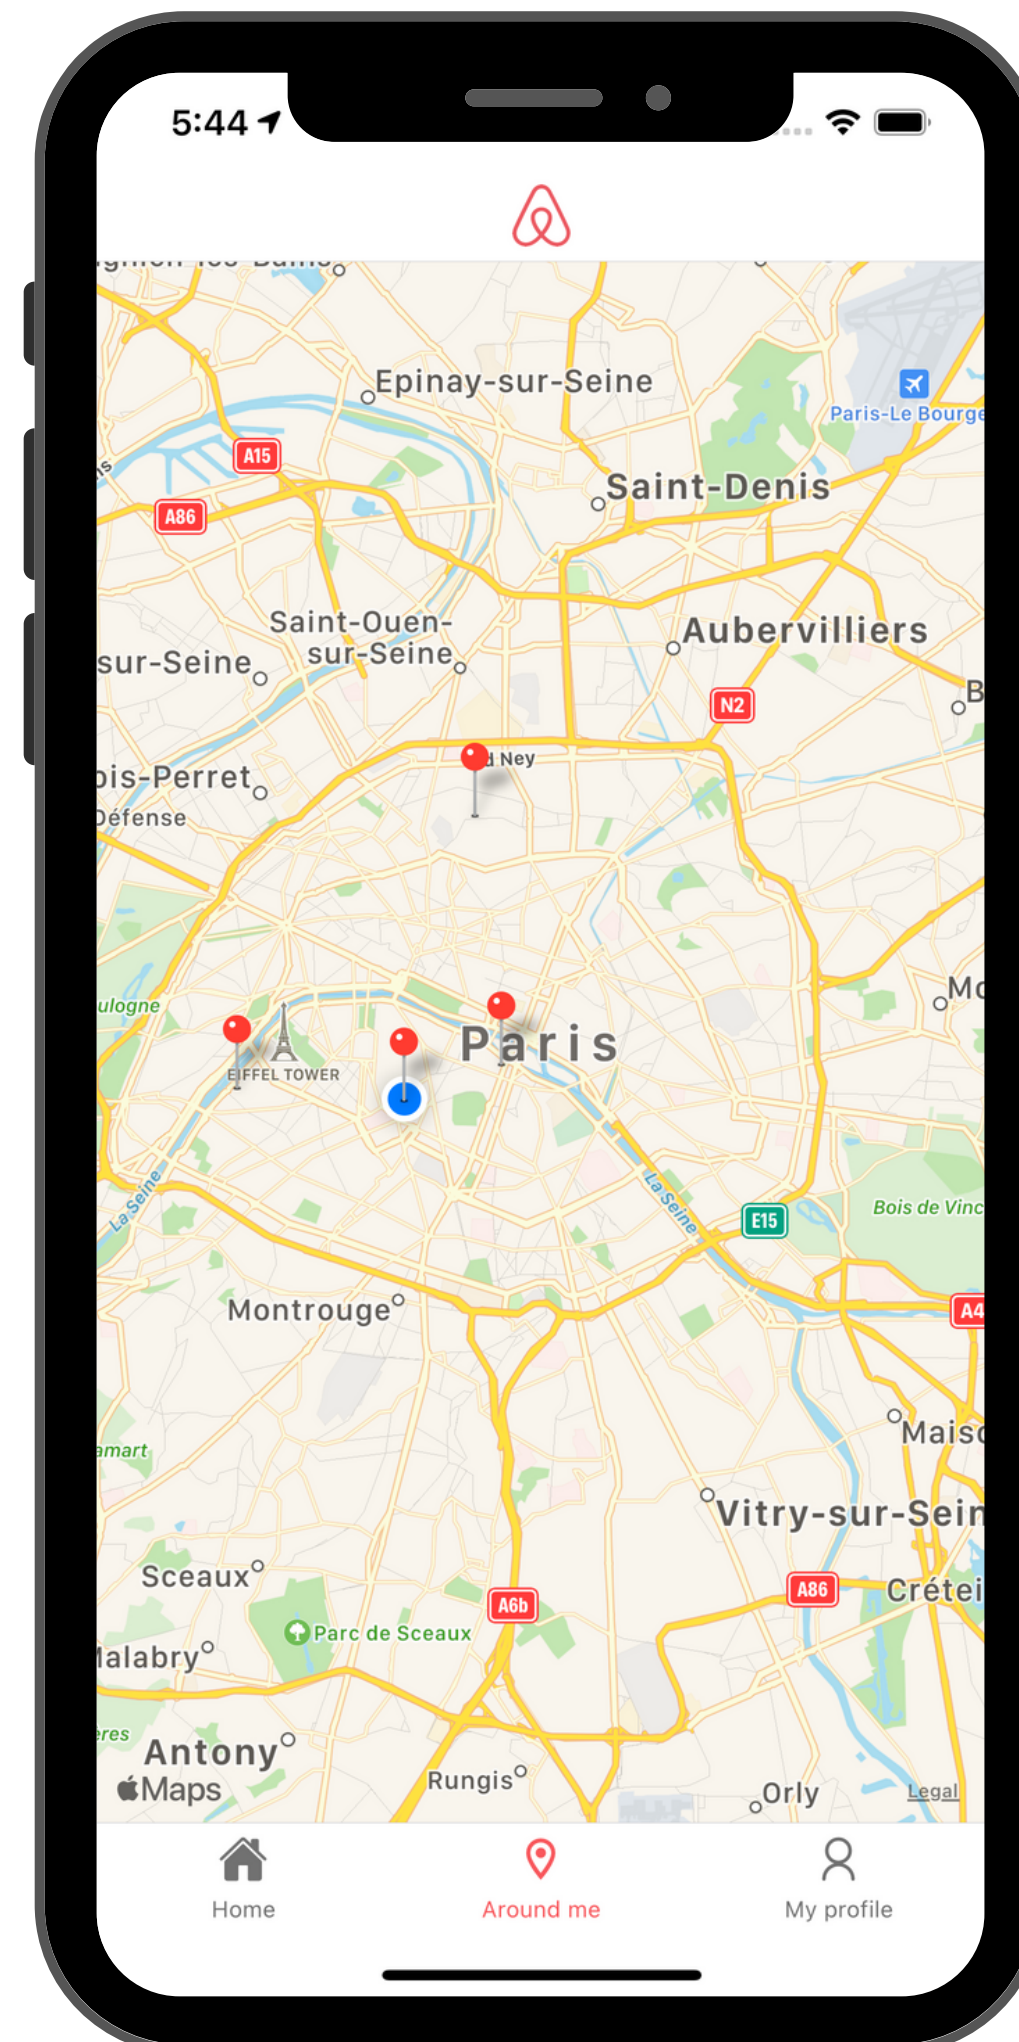 5:44
Epinay-sur-Seine
Paris-Le Bourge
A15
Saint-Denis
A86
Saint-Ouen-
sur-Seine
Aubervilliers
sur-Seine
B
N2
d Ney
ois-Perret
Défense
Mo
ulogne
Paris
EIFFEL TOWER
La Seine
La Seine
Bois de Vinc
E15
Montrouge
A4
Maiso
amart
Vitry-sur-Sein
Sceaux
A86
Crétei
A6b
Parc de Sceaux
Malabry
ères
Antony
Rungis
Maps
Orly
Legal
Home
Around me
My profile